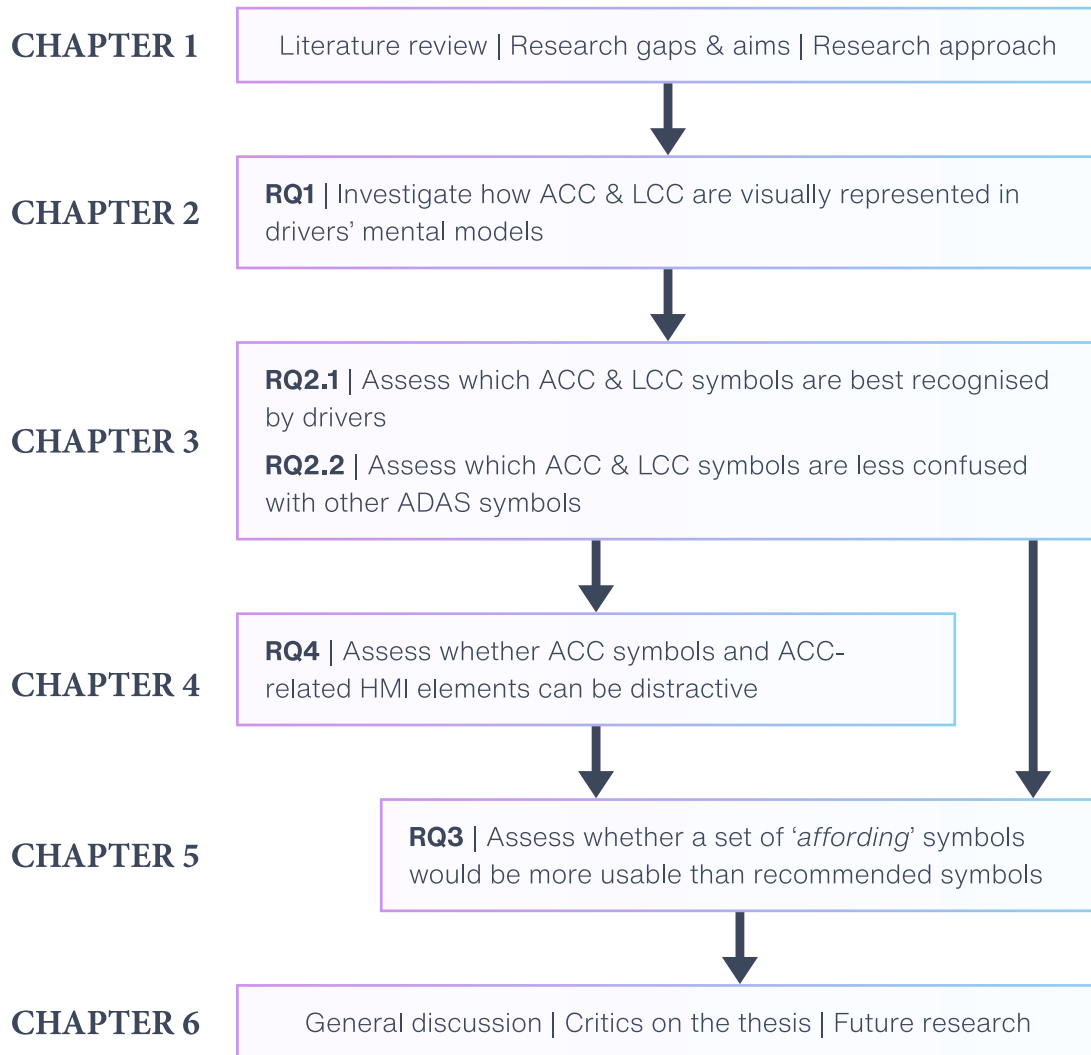 CHAPTER 1
Literature review | Research gaps & aims | Research approach
CHAPTER 2
RQ1 | Investigate how ACC & LCC are visually represented in
drivers’ mental models
CHAPTER 3
RQ2.1 | Assess which ACC & LCC symbols are best recognised
by drivers
RQ2.2 | Assess which ACC & LCC symbols are less confused
with other ADAS symbols
CHAPTER 4
RQ4 | Assess whether ACC symbols and ACC-
related HMI elements can be distractive
CHAPTER 5
RQ3 | Assess whether a set of ‘affording’ symbols
would be more usable than recommended symbols
CHAPTER 6
General discussion | Critics on the thesis | Future research